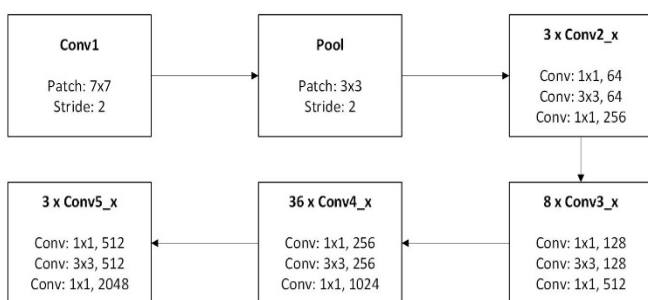 Conv1
Patch: 7x7
Stride: 2
Pool
Patch: 3x3
Stride: 2
3 x Conv2_x
Conv: 1x1, 64
Conv: 3x3, 64
Conv: 1x1, 256
8 x Conv3_x
Conv: 1x1, 128
Conv: 3x3, 128
Conv: 1x1, 512
36 x Conv4_x
Conv: 1x1, 256
Conv: 3x3, 256
Conv: 1x1, 1024
3 x Conv5_x
Conv: 1x1, 512
Conv: 3x3, 512
Conv: 1x1, 2048